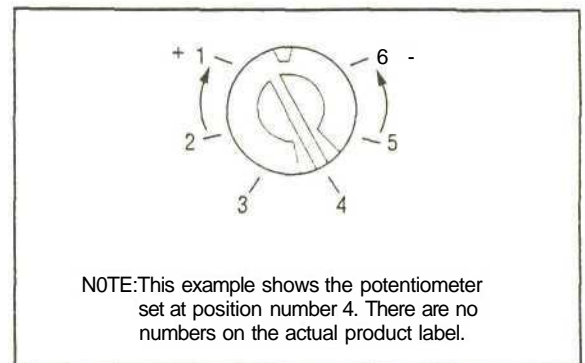 + 1 6 -
2 5
3 4
N0TE:This example shows the potentiometer
set at position number 4. There are no
numbers on the actual product label.